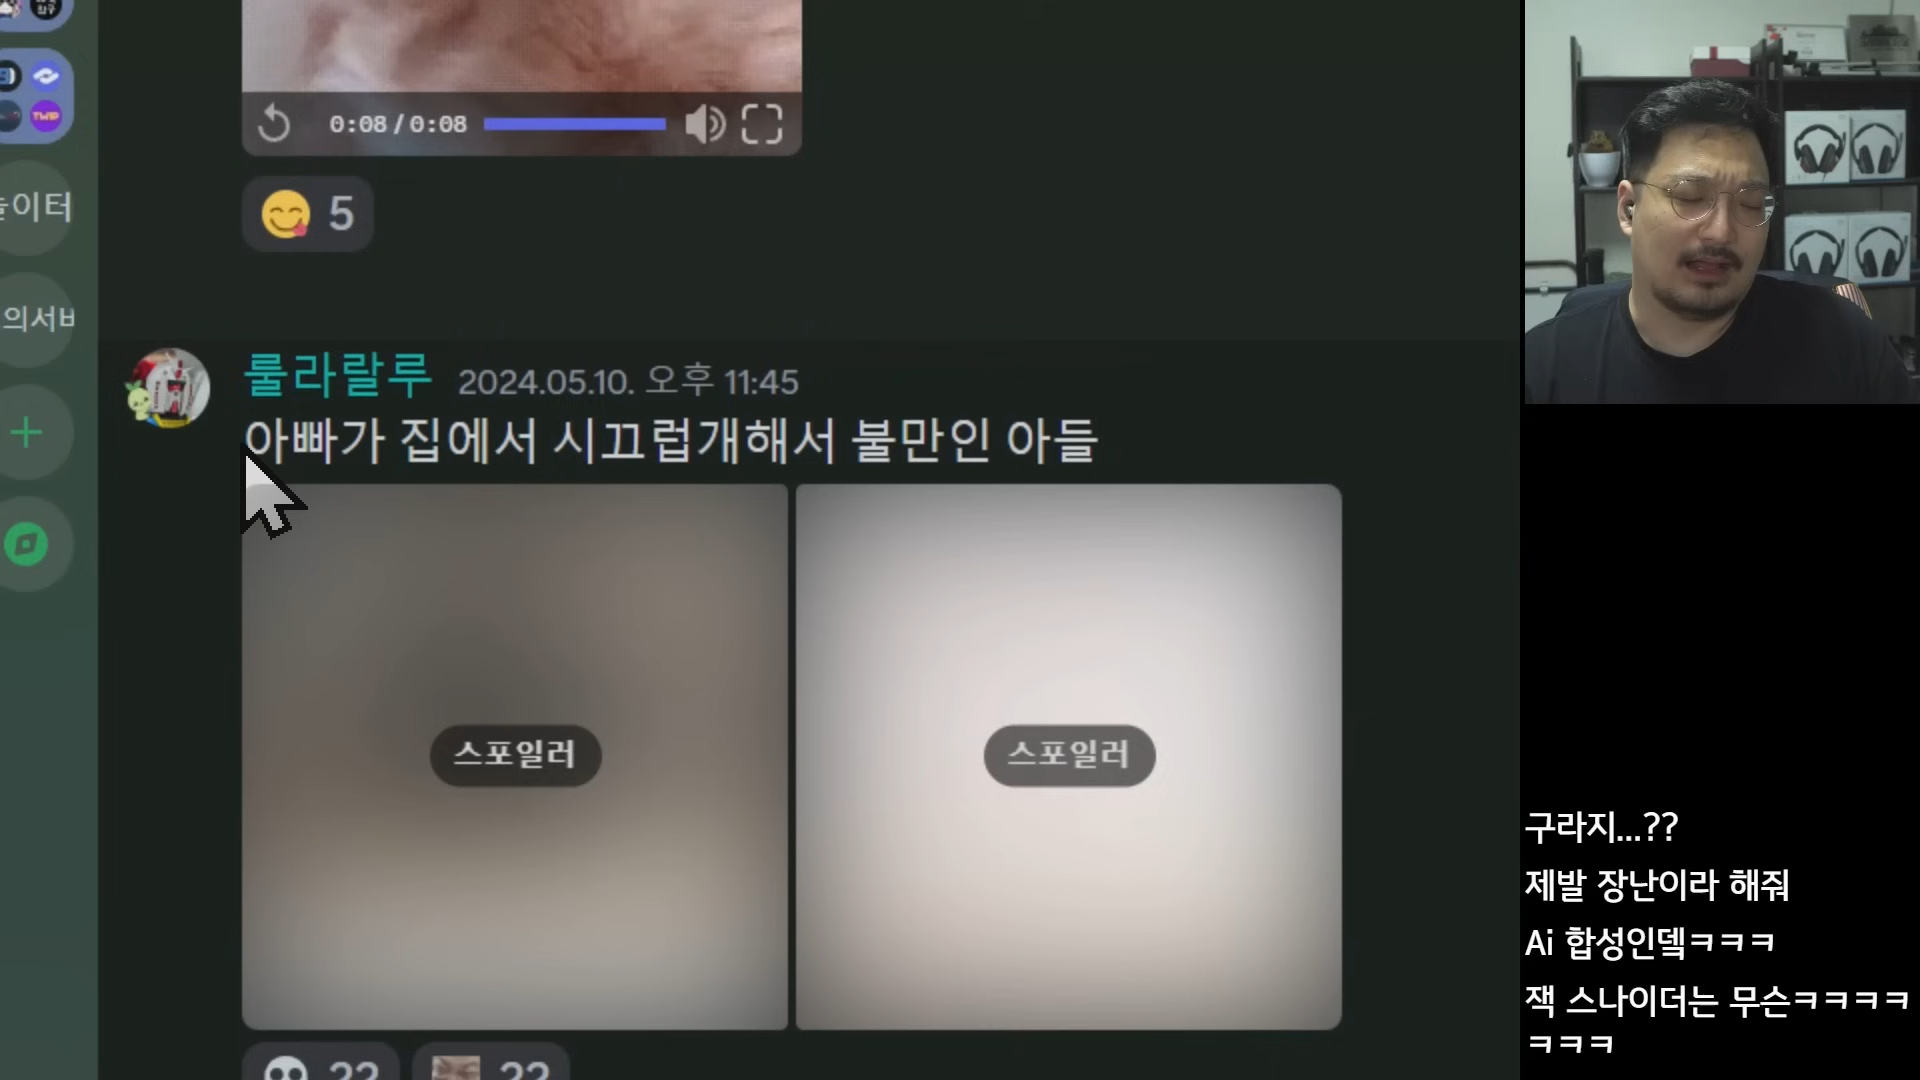 TWIP
놀이터
의서버
0:08 / 0:08
5
룰라랄루 2024.05.10. 오후 11:45
아빠가 집에서 시끄럽개해서 불만인 아들
스포일러 스포일러
22 22
구라지...??
제발 장난이라 해줘
Ai 합성인뎈ㅋㅋㅋ
잭 스나이더는 무슨ㅋㅋㅋㅋ
ㅋㅋㅋ